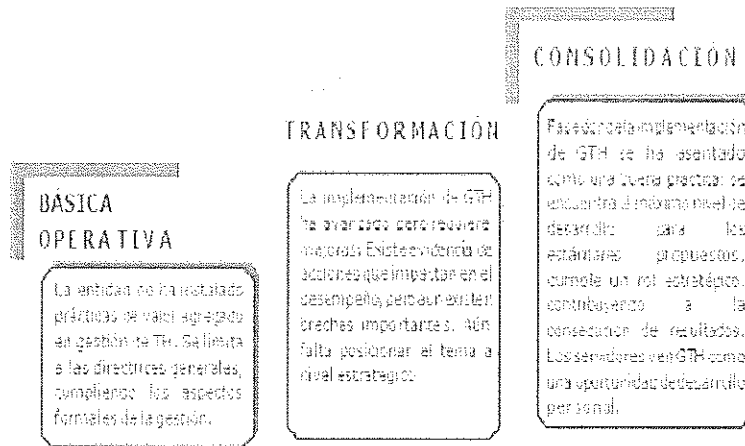 BÁSICA
OPERATIVA
La entidad no ha instalado
prácticas de valor agregado
en gestión de TH. Se limita
a las directrices generales,
cumpliendo los aspectos
formales de la gestión.
TRANSFORMACIÓN
La implementación de GTH
ha avanzado pero requiere
mejoras. Existe evidencia de
acciones que impactan en el
desempeño, pero aun existen
brechas importantes. Aún
falta posicionar el tema a
nivel estrategico
CONSOLIDACIÓN
implementación
de GTH se ha asentado
como una buena práctica: se
encuentra al máximo nivel de
desarrollo para los
estándares propuestos,
cumple un rol estratégico,
contribuyendo a la
consecucion de resultados.
Los servidores ven GTH como
una oportunidad de desarrollo
personal.